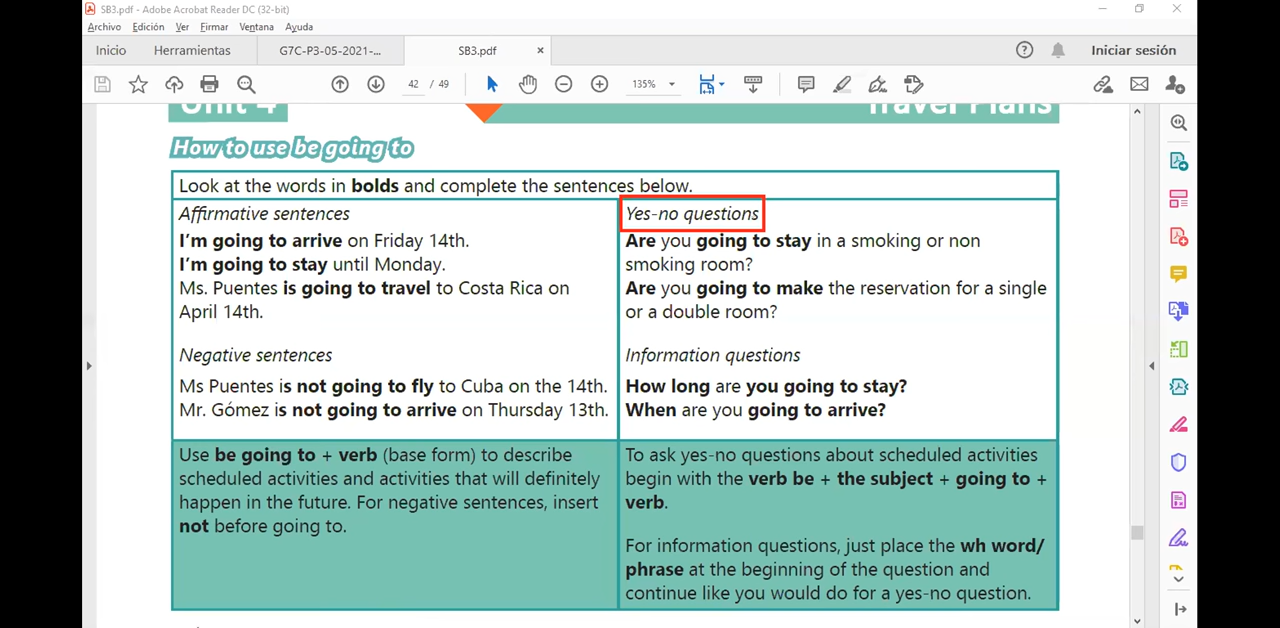 SB3.pdf - Adobe Acrobat Reader DC (32-bit)
Archivo Edición Ver Firmar Ventana Ayuda
Inicio Herramientas G7C-P3-05-2021-... SB3.pdf × Iniciar sesión
42 / 49 135%
Unit 4 Travel Plans
How to use be going to
Look at the words in bolds and complete the sentences below.
Affirmative sentences
I'm going to arrive on Friday 14th.
I'm going to stay until Monday.
Ms. Puentes is going to travel to Costa Rica on
April 14th.
Negative sentences
Ms Puentes is not going to fly to Cuba on the 14th.
Mr. Gómez is not going to arrive on Thursday 13th.
Yes-no questions
Are you going to stay in a smoking or non
smoking room?
Are you going to make the reservation for a single
or a double room?
Information questions
How long are you going to stay?
When are you going to arrive?
Use be going to + verb (base form) to describe
scheduled activities and activities that will definitely
happen in the future. For negative sentences, insert
not before going to.
To ask yes-no questions about scheduled activities
begin with the verb be + the subject + going to +
verb.
For information questions, just place the wh word/
phrase at the beginning of the question and
continue like you would do for a yes-no question.